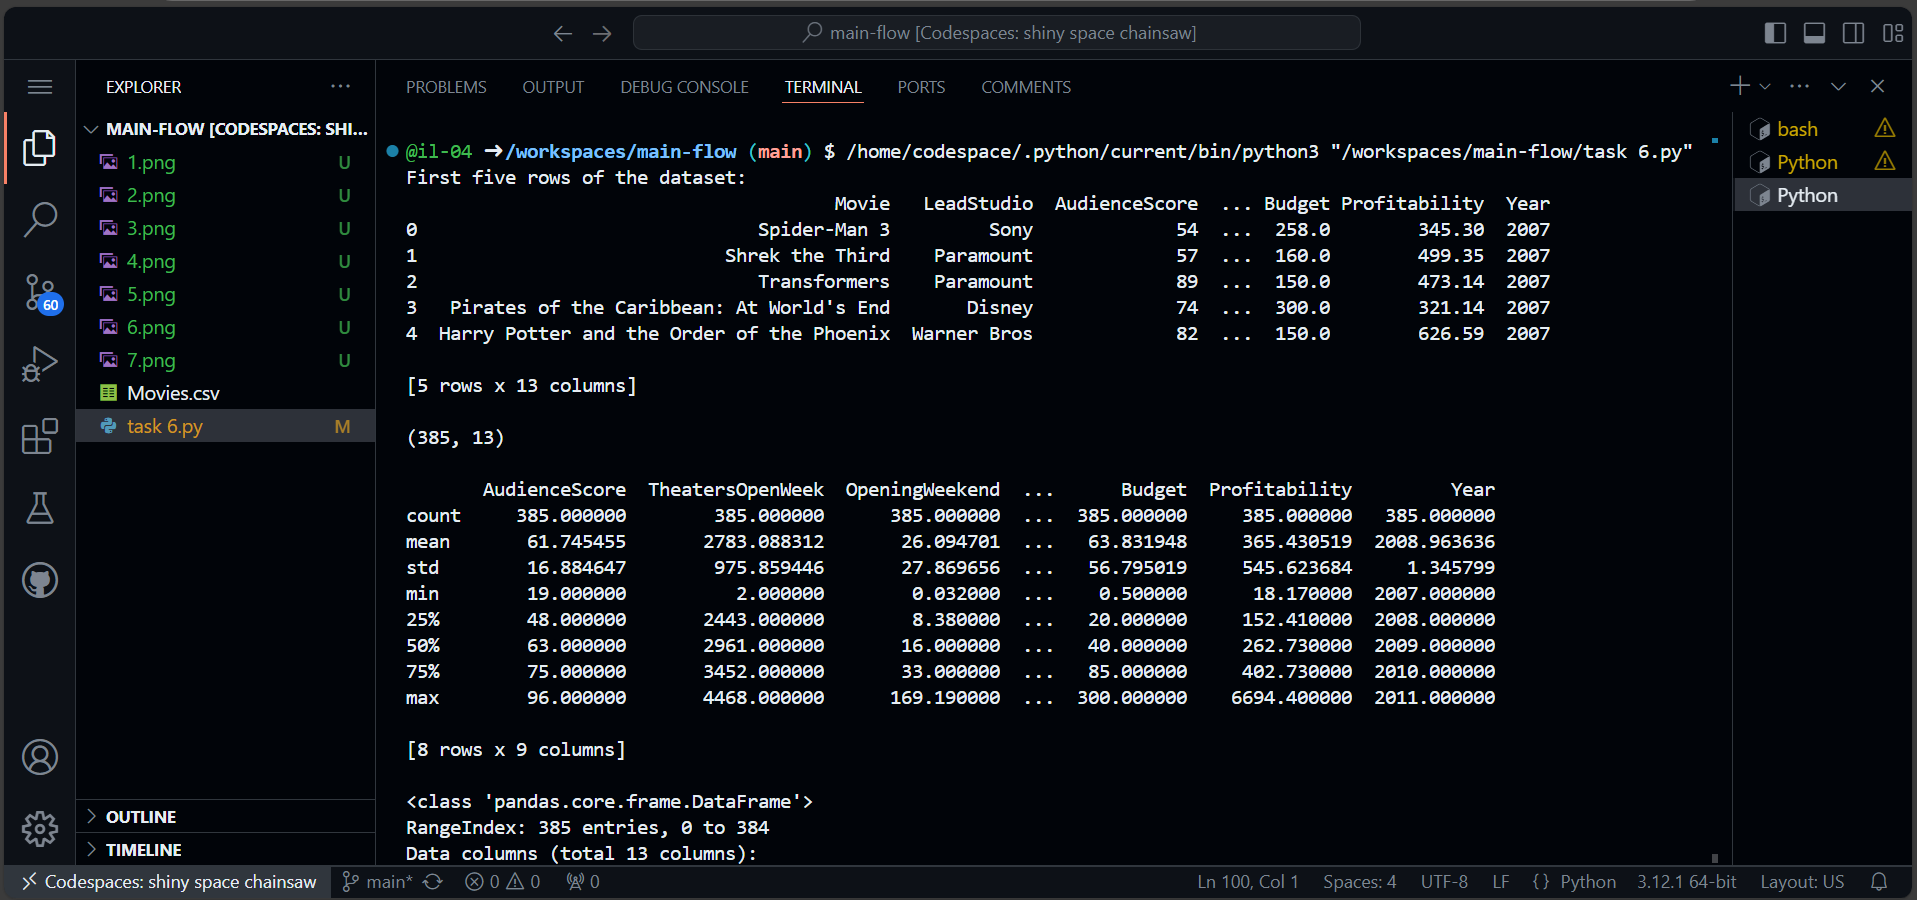 main-flow [Codespaces: shiny space chainsaw]
EXPLORER
MAIN-FLOW [CODESPACES: SHI...
1.png U
2.png U
3.png U
4.png U
5.png U
6.png U
7.png U
Movies.csv
task 6.py M
OUTLINE
TIMELINE
60
PROBLEMS OUTPUT DEBUG CONSOLE TERMINAL PORTS COMMENTS
@il-04 ➜/workspaces/main-flow (main) $ /home/codespace/.python/current/bin/python3 "/workspaces/main-flow/task 6.py"
First five rows of the dataset:
Movie LeadStudio AudienceScore ... Budget Profitability Year
0 Spider-Man 3 Sony 54 ... 258.0 345.30 2007
1 Shrek the Third Paramount 57 ... 160.0 499.35 2007
2 Transformers Paramount 89 ... 150.0 473.14 2007
3 Pirates of the Caribbean: At World's End Disney 74 ... 300.0 321.14 2007
4 Harry Potter and the Order of the Phoenix Warner Bros 82 ... 150.0 626.59 2007
[5 rows x 13 columns]
(385, 13)
AudienceScore TheatersOpenWeek OpeningWeekend ... Budget Profitability Year
count 385.000000 385.000000 385.000000 ... 385.000000 385.000000 385.000000
mean 61.745455 2783.088312 26.094701 ... 63.831948 365.430519 2008.963636
std 16.884647 975.859446 27.869656 ... 56.795019 545.623684 1.345799
min 19.000000 2.000000 0.032000 ... 0.500000 18.170000 2007.000000
25% 48.000000 2443.000000 8.380000 ... 20.000000 152.410000 2008.000000
50% 63.000000 2961.000000 16.000000 ... 40.000000 262.730000 2009.000000
75% 75.000000 3452.000000 33.000000 ... 85.000000 402.730000 2010.000000
max 96.000000 4468.000000 169.190000 ... 300.000000 6694.400000 2011.000000
[8 rows x 9 columns]
<class 'pandas.core.frame.DataFrame'>
RangeIndex: 385 entries, 0 to 384
Data columns (total 13 columns):
bash
Python
Python
Codespaces: shiny space chainsaw main* 0 0 0 Ln 100, Col 1 Spaces: 4 UTF-8 LF {} Python 3.12.1 64-bit Layout: US